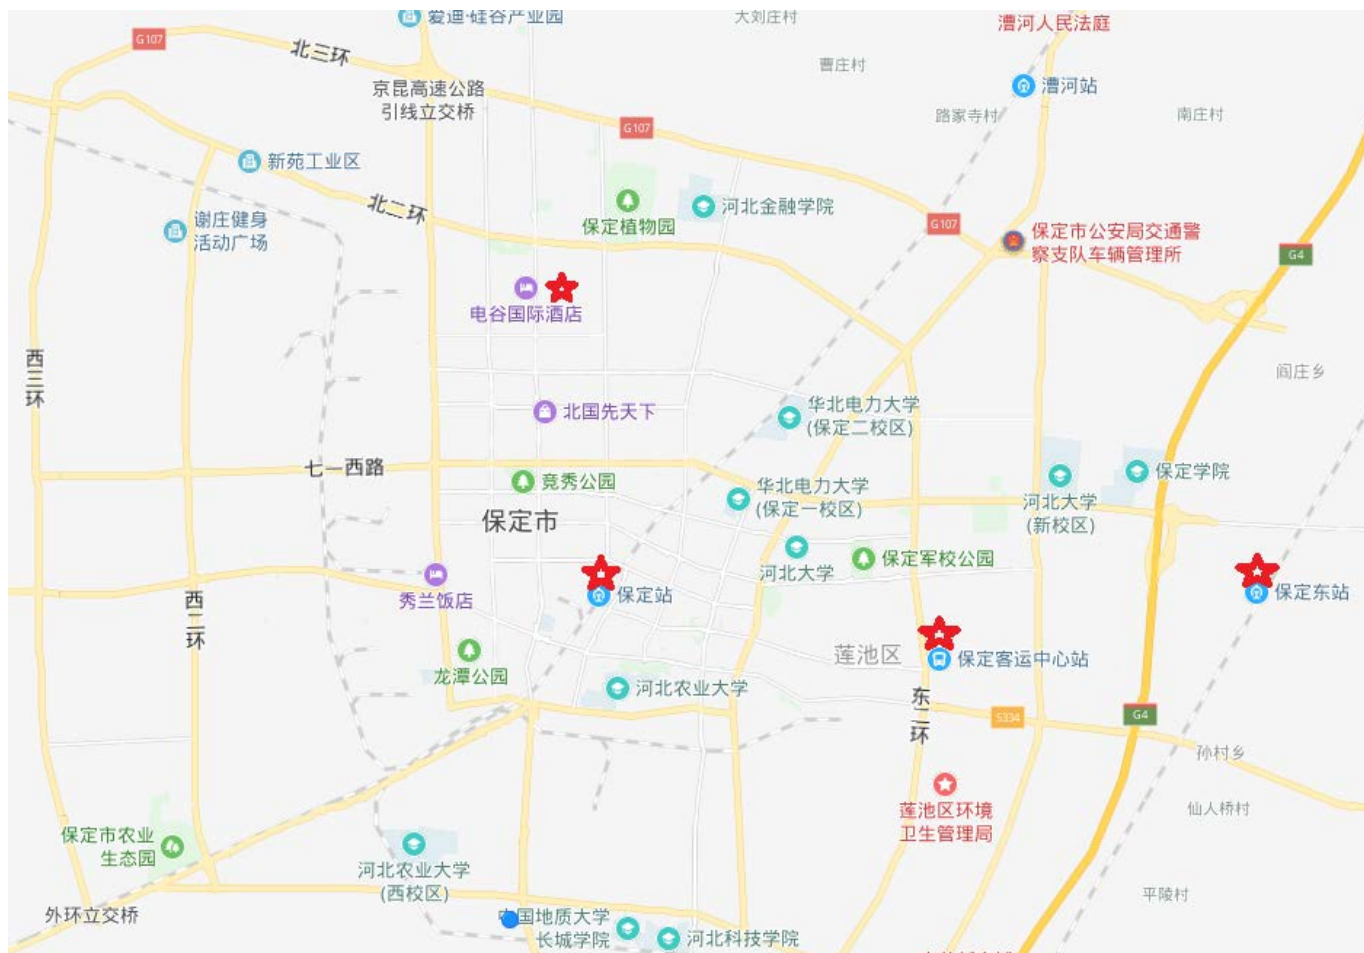 爱迪·硅谷产业园
大刘庄村
漕河人民法庭
G107
北三环
曹庄村
京昆高速公路
引线立交桥
漕河站
G107
路家寺村
南庄村
新苑工业区
北二环
保定植物园
河北金融学院
谢庄健身
活动广场
G107
保定市公安局交通警
察支队车辆管理所
G4
电谷国际酒店
西三环
阎庄乡
北国先天下
华北电力大学
(保定二校区)
七一西路
竞秀公园
华北电力大学
(保定一校区)
河北大学
(新校区)
保定学院
保定市
河北大学
保定军校公园
秀兰饭店
保定站
保定东站
西二环
龙潭公园
莲池区
保定客运中心站
河北农业大学
东二环
S334
G4
孙村乡
莲池区环境
卫生管理局
仙人桥村
保定市农业
生态园
河北农业大学
(西校区)
平陵村
外环立交桥
中国地质大学
长城学院
河北科技学院